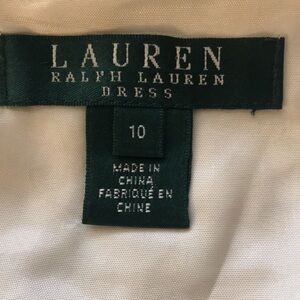 LAUREN
RALPH LAUREN
DRESS
10
MADE IN
CHINA
FABRIQUÉ EN
CHINE